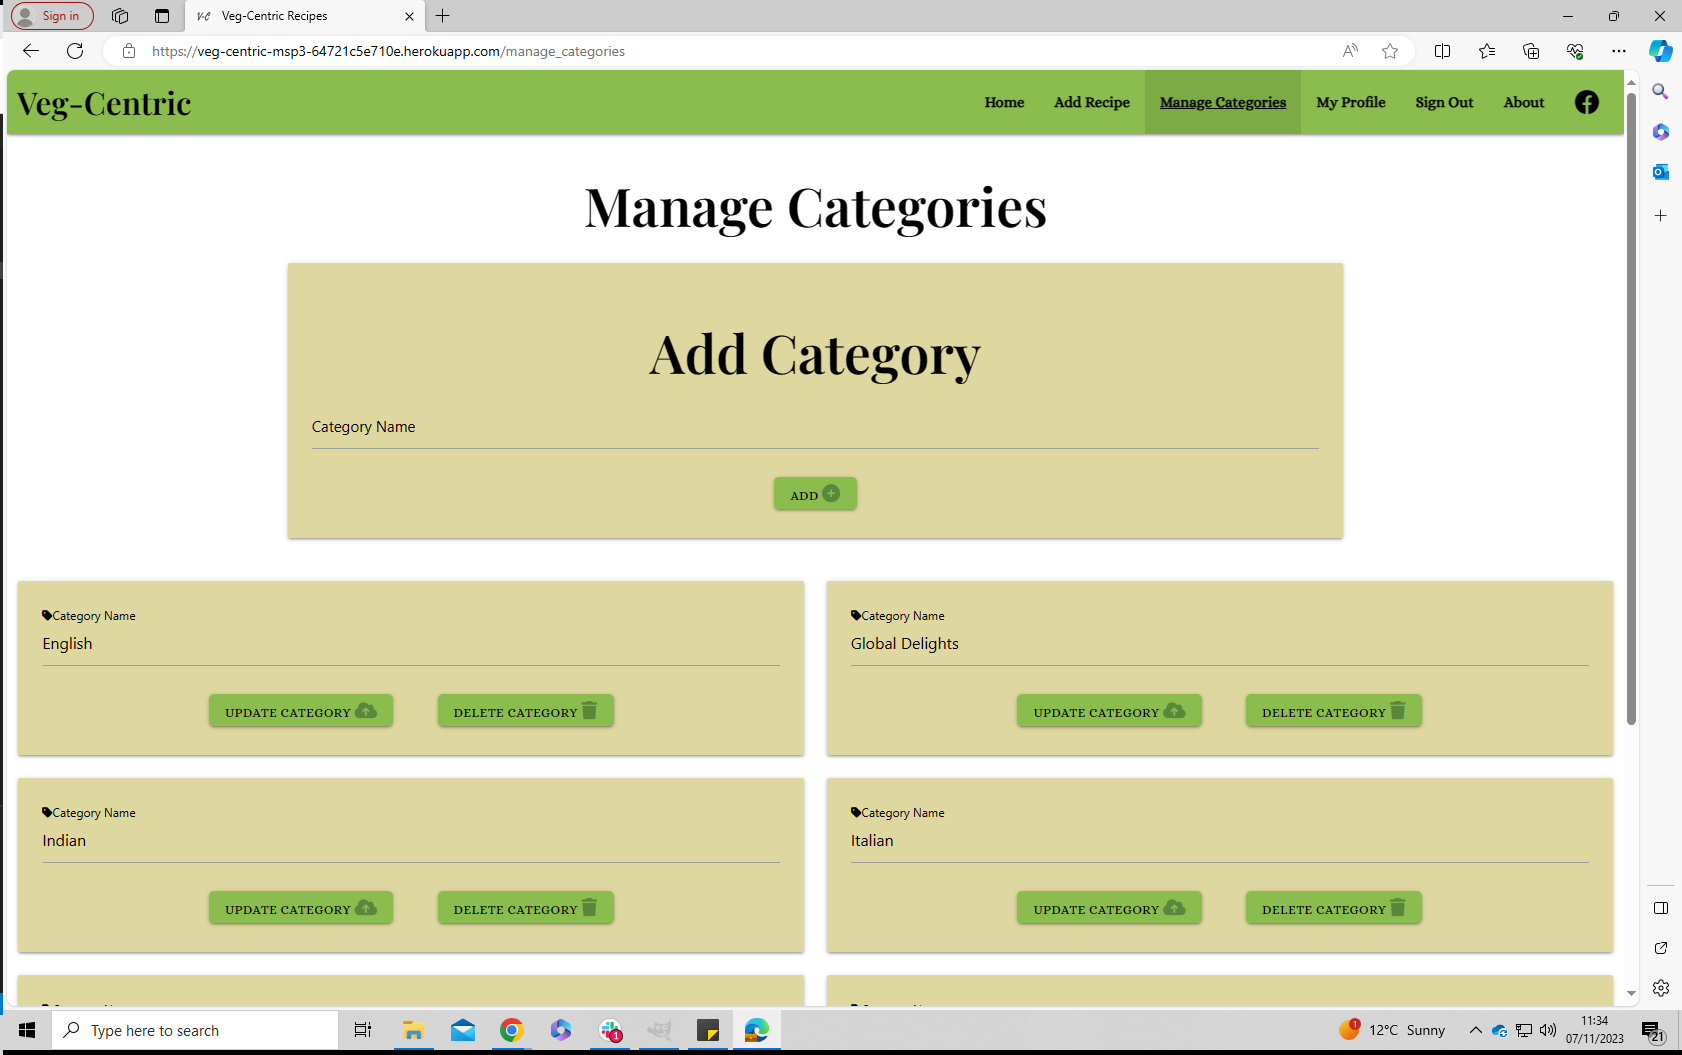 Sign in
V-C Veg-Centric Recipes
https://veg-centric-msp3-64721c5e710e.herokuapp.com/manage_categories
Veg-Centric
Home Add Recipe Manage Categories My Profile Sign Out About
Manage Categories
Add Category
Category Name
ADD
Category Name Category Name
English Global Delights
UPDATE CATEGORY DELETE CATEGORY UPDATE CATEGORY DELETE CATEGORY
Category Name Category Name
Indian Italian
UPDATE CATEGORY DELETE CATEGORY UPDATE CATEGORY DELETE CATEGORY
Type here to search
1
1
12°C Sunny
11:34
07/11/2023
21